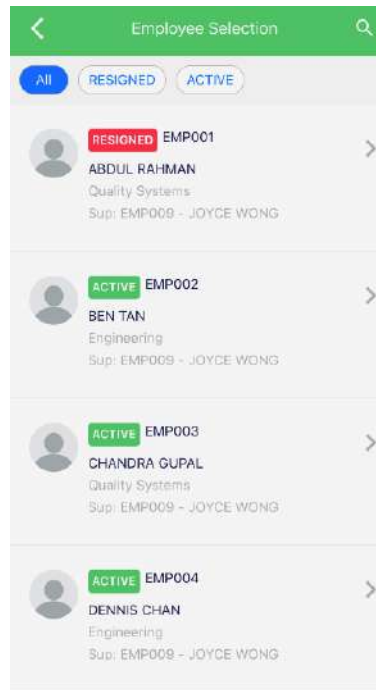 Employee Selection
All RESIGNED ACTIVE
RESIGNED EMP001
ABDUL RAHMAN
Quality Systems
Sup: EMP009 - JOYCE WONG
ACTIVE EMP002
BEN TAN
Engineering
Sup: EMP009 - JOYCE WONG
ACTIVE EMP003
CHANDRA GUPAL
Quality Systems
Sup: EMP009 - JOYCE WONG
ACTIVE EMP004
DENNIS CHAN
Engineering
Sup: EMP009 - JOYCE WONG